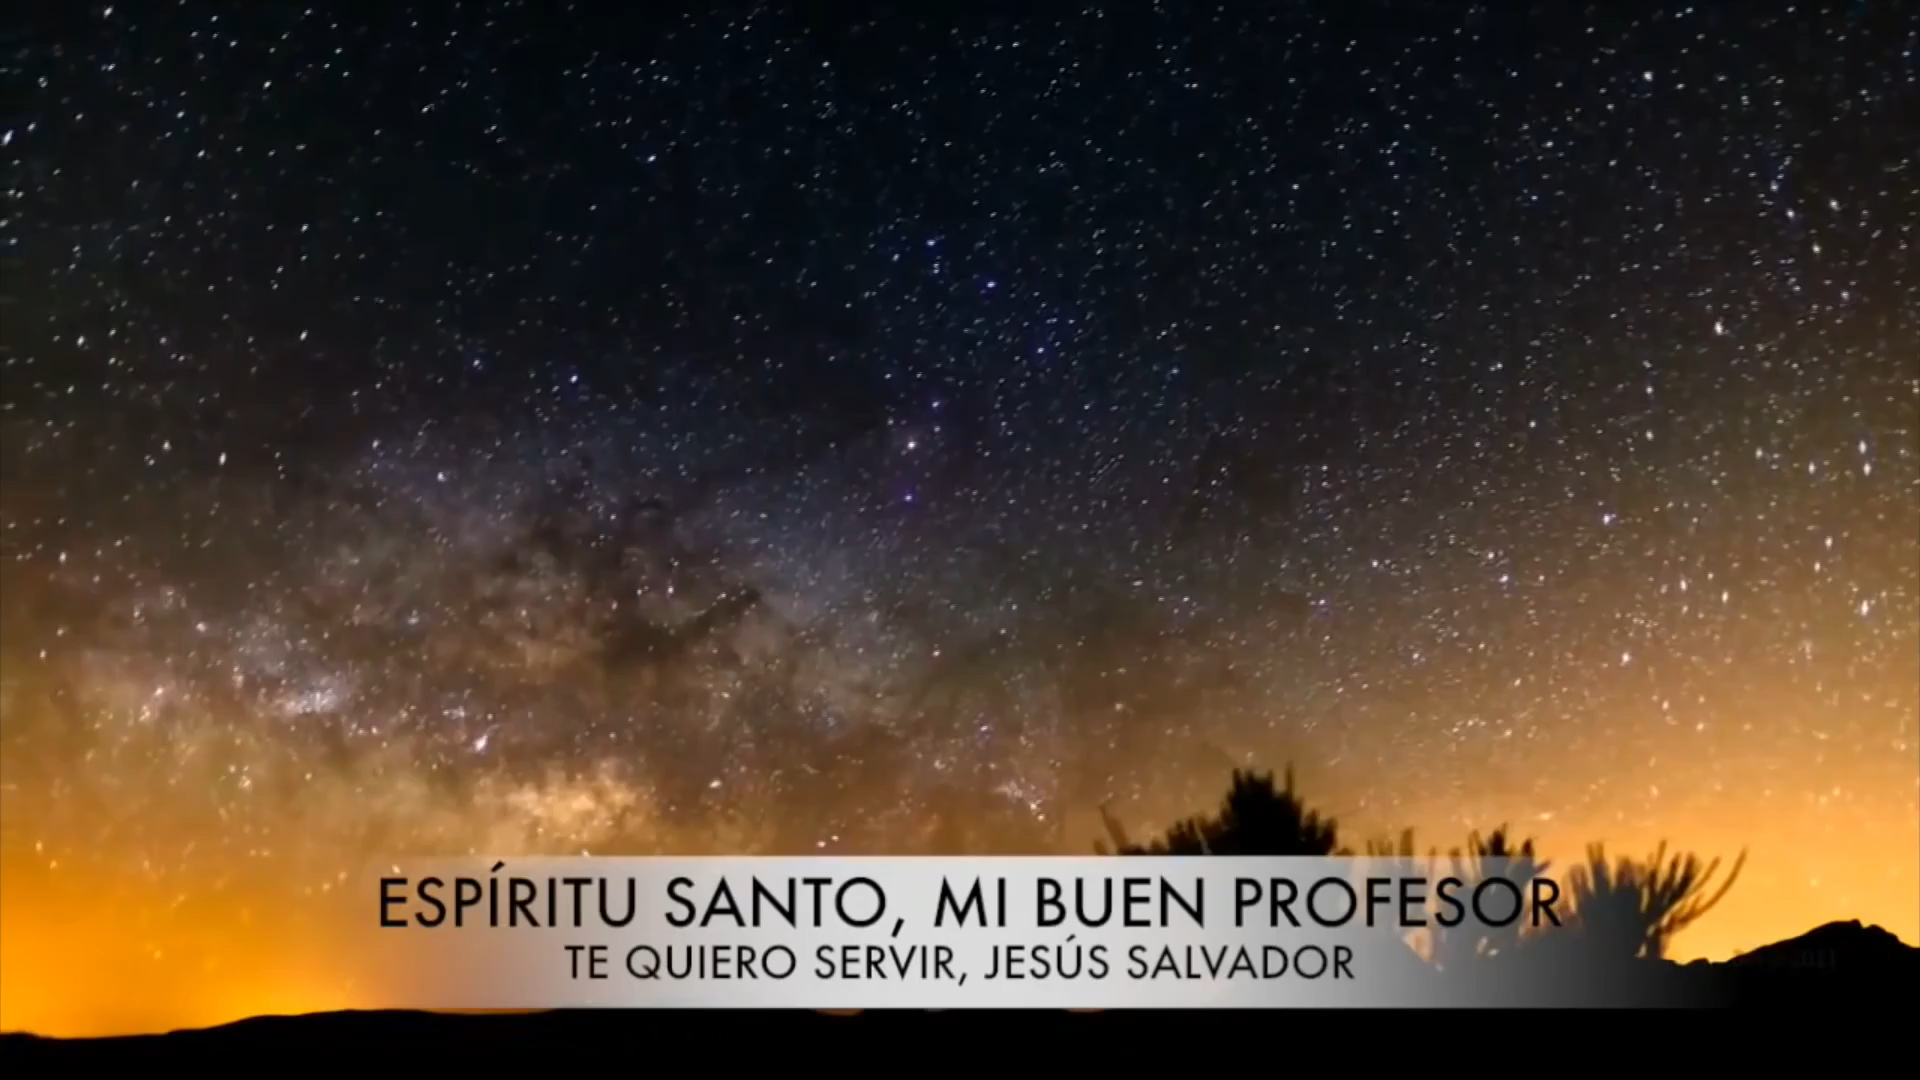 ESPÍRITU SANTO, MI BUEN PROFESOR
TE QUIERO SERVIR, JESÚS SALVADOR